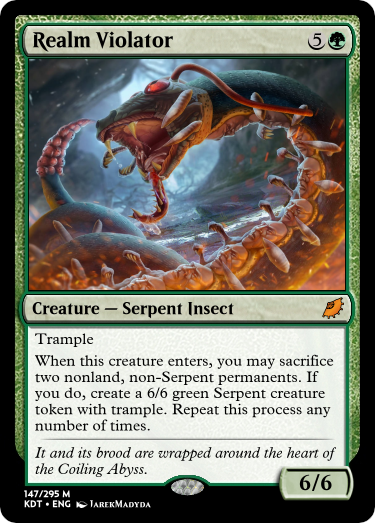 Realm Violator 5
Creature — Serpent Insect
Trample
When this creature enters, you may sacrifice
two nonland, non-Serpent permanents. If
you do, create a 6/6 green Serpent creature
token with trample. Repeat this process any
number of times.
It and its brood are wrapped around the heart of
the Coiling Abyss.
6/6
147/295 M
KDT • ENG JarekMadyda